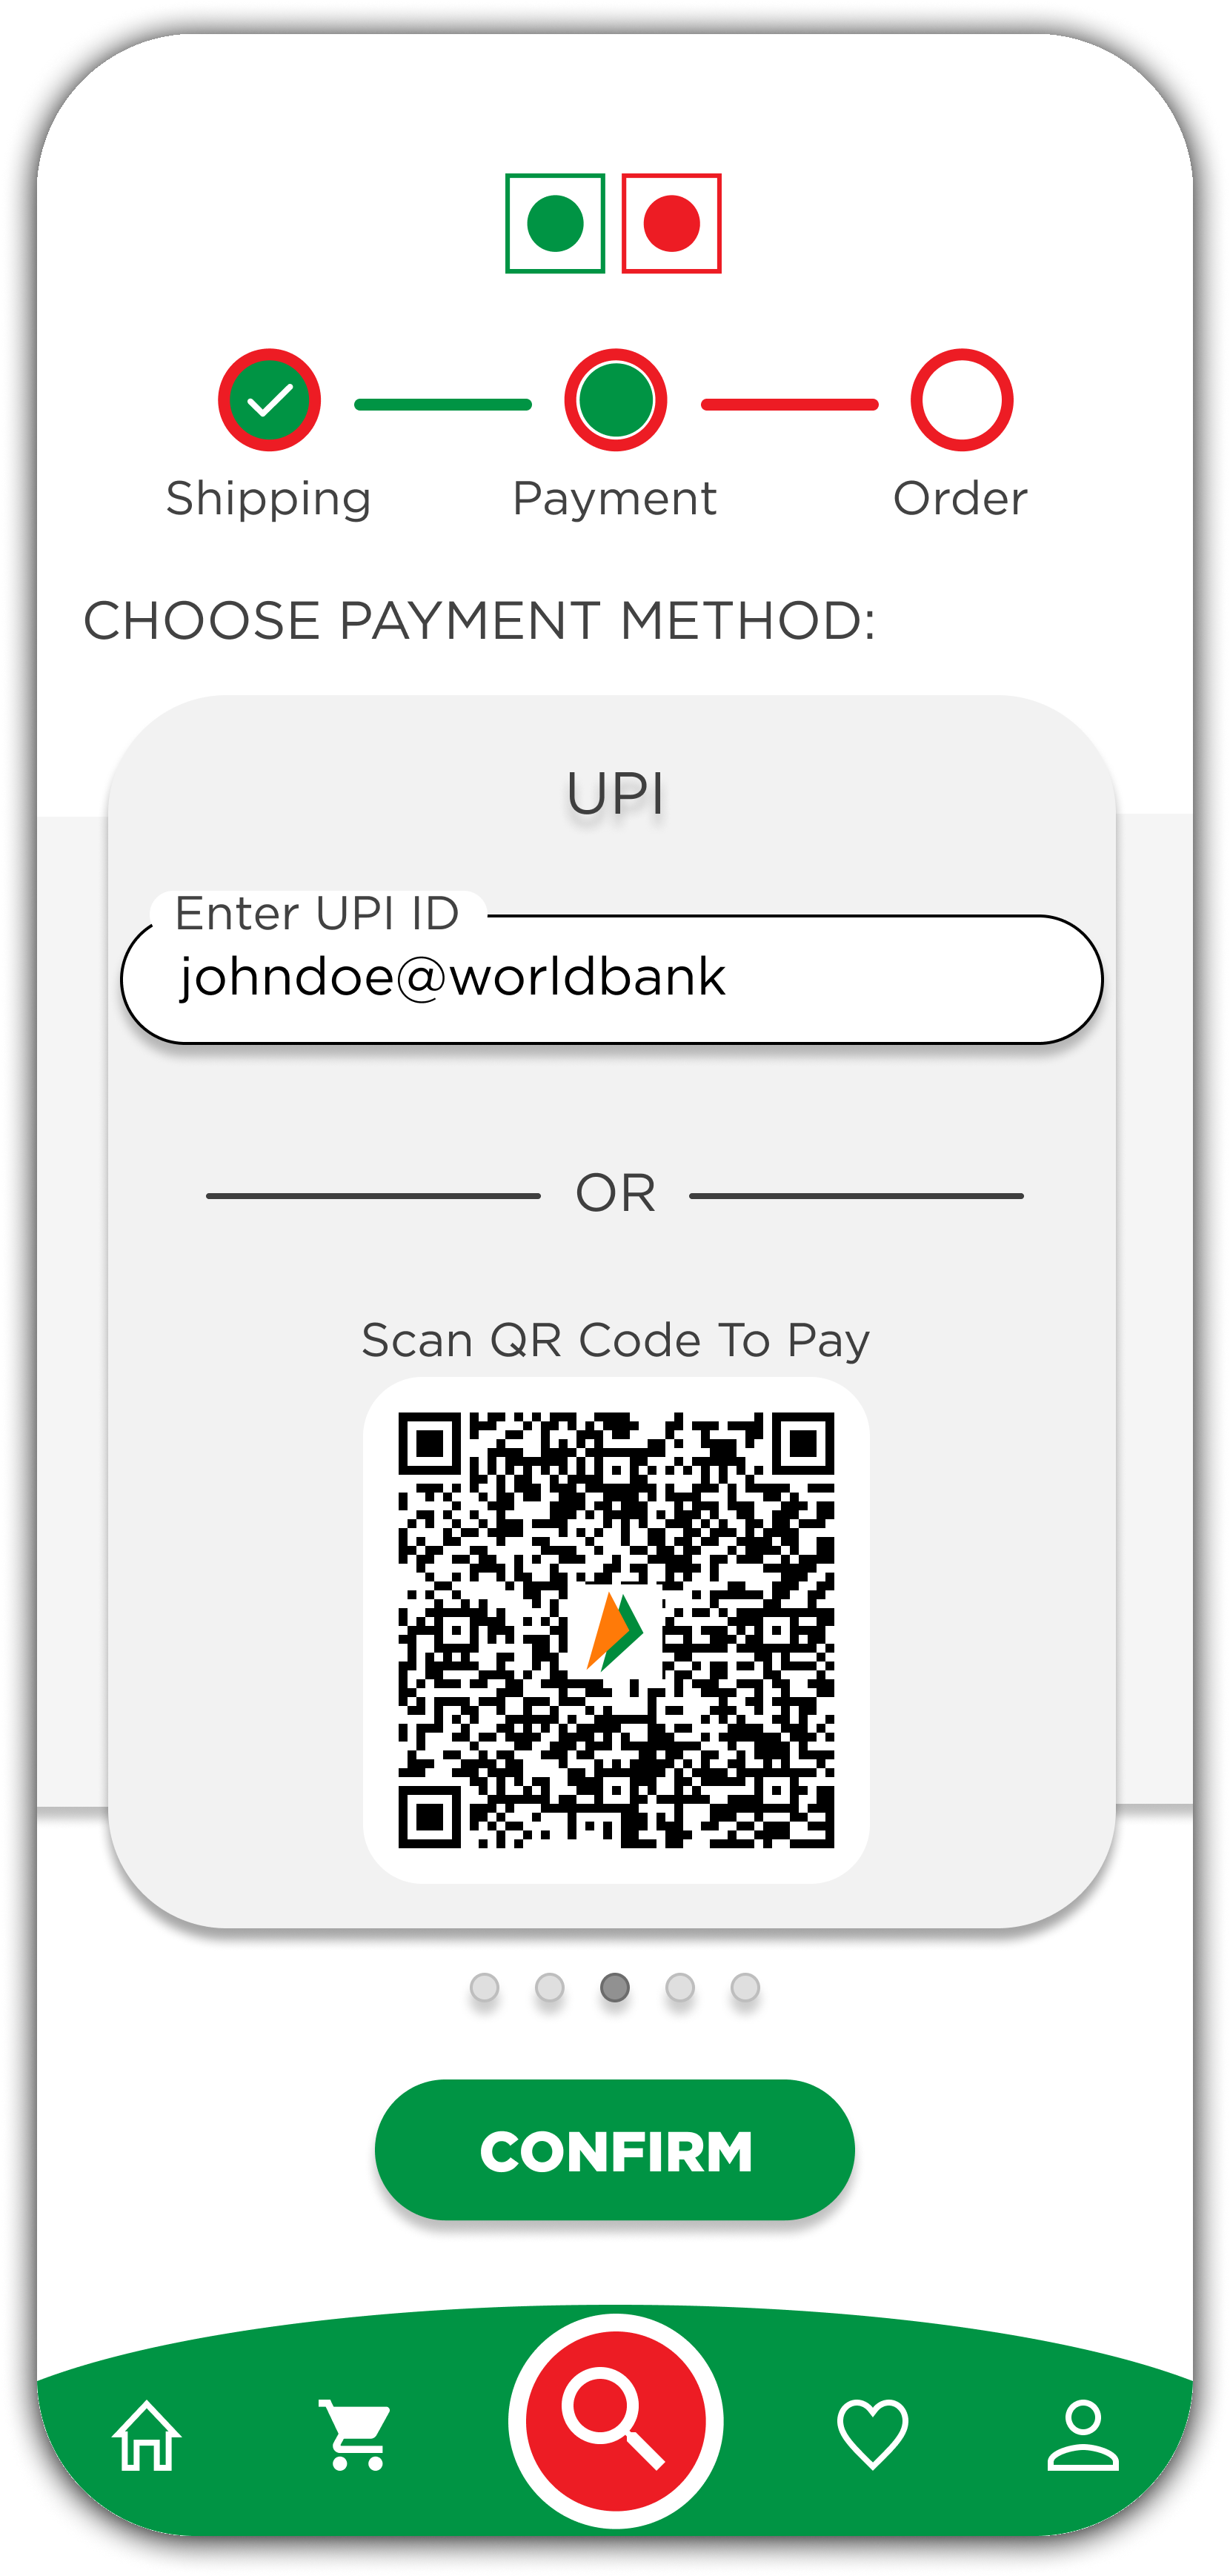 Shipping
Payment
Order
CHOOSE PAYMENT METHOD:
UPI
Enter UPI ID
johndoe@worldbank
OR
Scan QR Code To Pay
CONFIRM